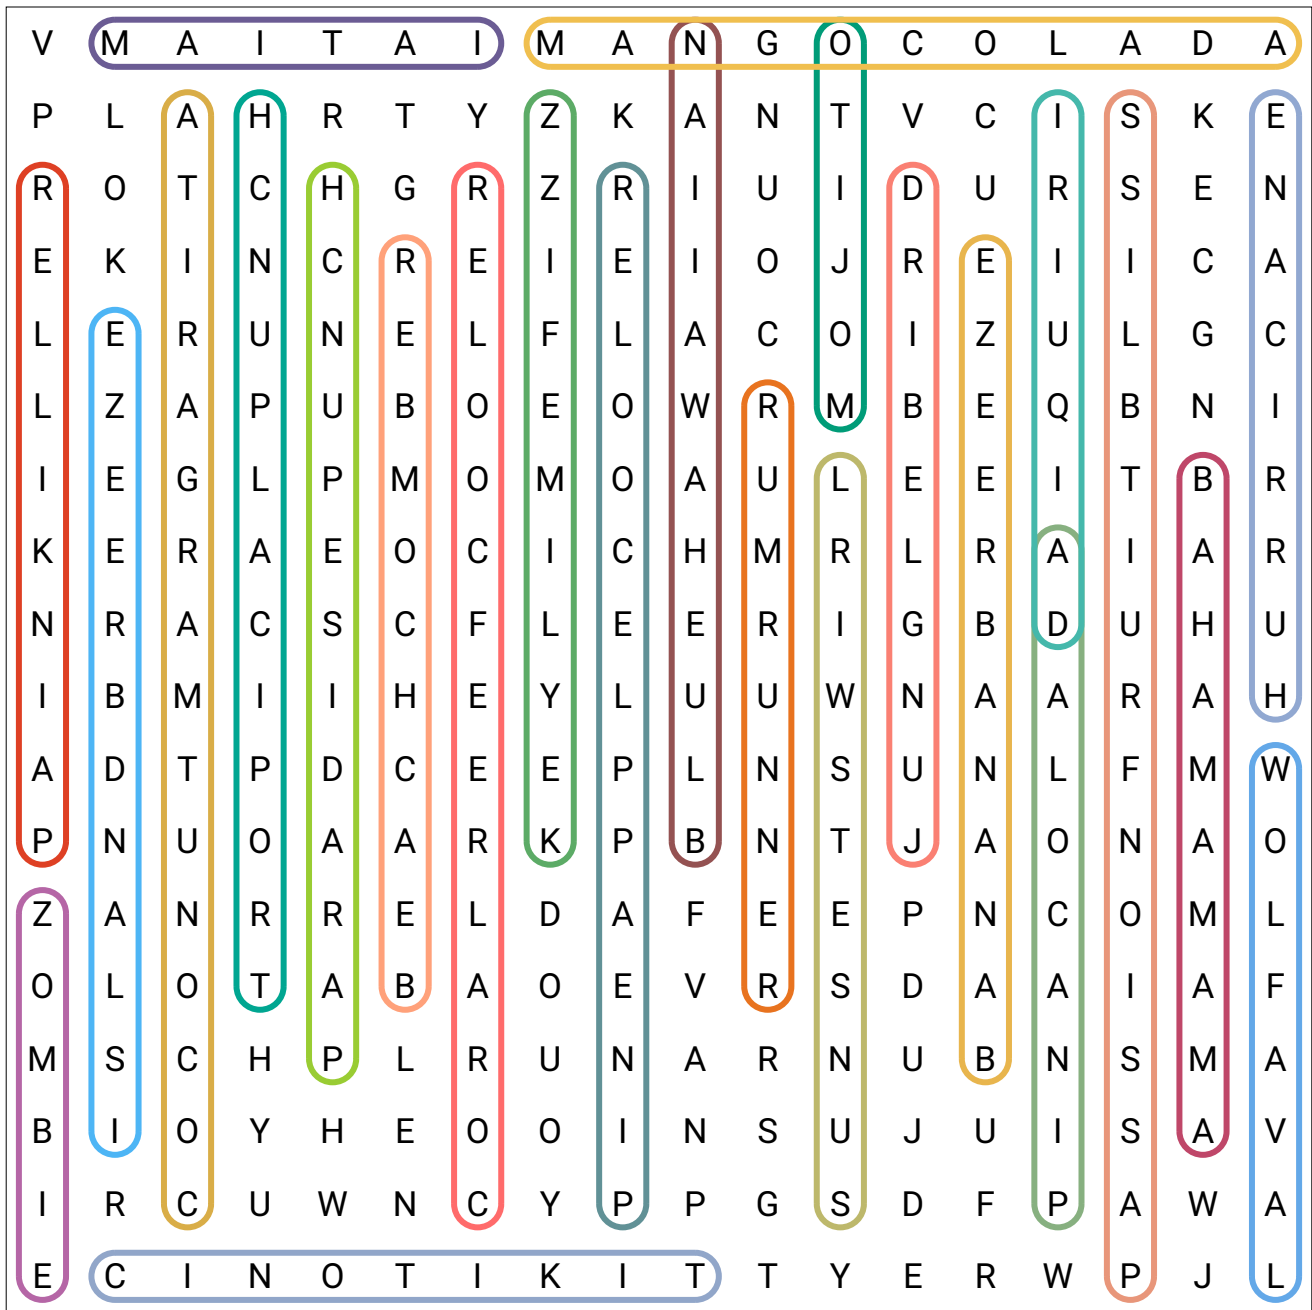 V M A I T A I M A N G O C O L A D A
P L A H R T Y Z K A N T V C I S K E
R O T C H G R Z R I U I D U R S E N
E K I N C R E I E I O J R E I I C A
L E R U N E L F L A C O I Z U L G C
L Z A P U B O E O W R M B E Q B N I
I E G L P M O M O A U L E E I T B R
K E R A E O C I C H M R L R A I A R
N R A C S C F L E E R I G B D U H U
I B M I I H E Y L U U W N A A R A H
A D T P D C E E P L N S U N L F M W
P N U O A A R K P B N T J A O N A O
Z A N R R E L D A F E E P N C O M L
O L O T A B A O E V R S D A A I A F
M S C H P L R U N A R N U B N S M A
B I O Y H E O O I N S U J U I S A V
I R C U W N C Y P P G S D F P A W A
E C I N O T I K I T T Y E R W P J L